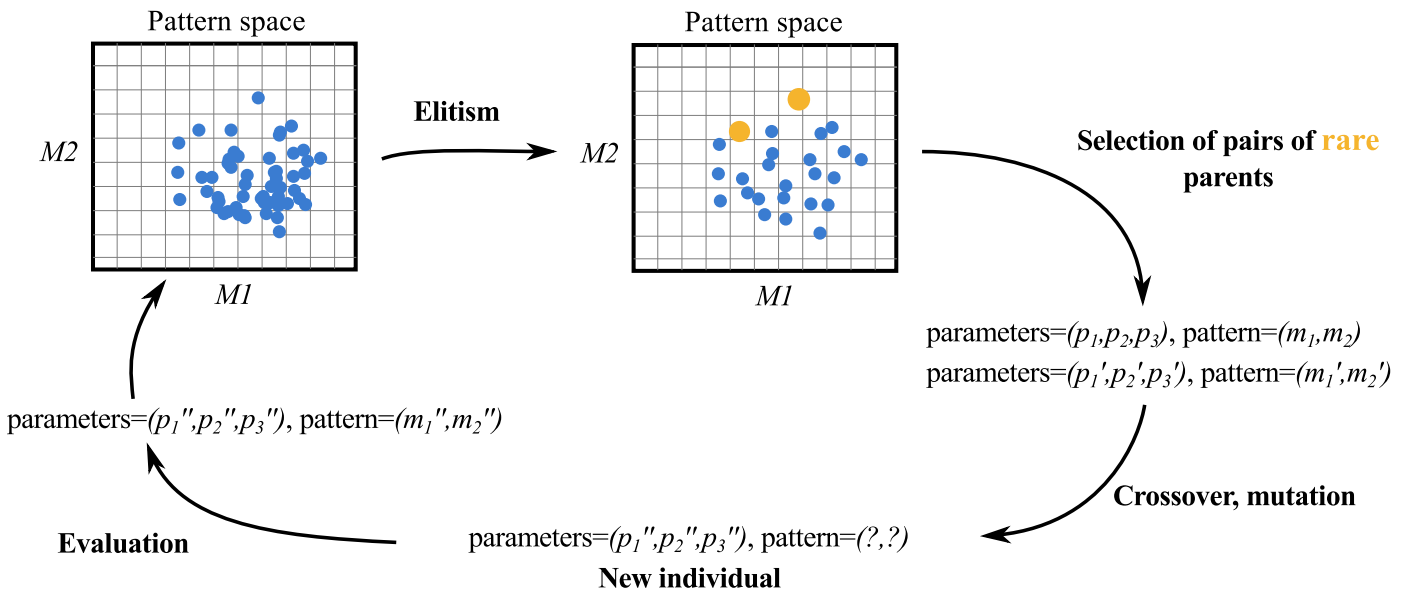 Pattern space
Pattern space
Elitism
M2
M2
Selection of pairs of rare
parents
M1
M1
parameters=(p₁,p₂,p₃), pattern=(m₁,m₂)
parameters=(p₁′,p₂′,p₃′), pattern=(m₁′,m₂′)
parameters=(p₁″,p₂″,p₃″), pattern=(m₁″,m₂″)
Crossover, mutation
Evaluation
parameters=(p₁″,p₂″,p₃″), pattern=(?,?)
New individual